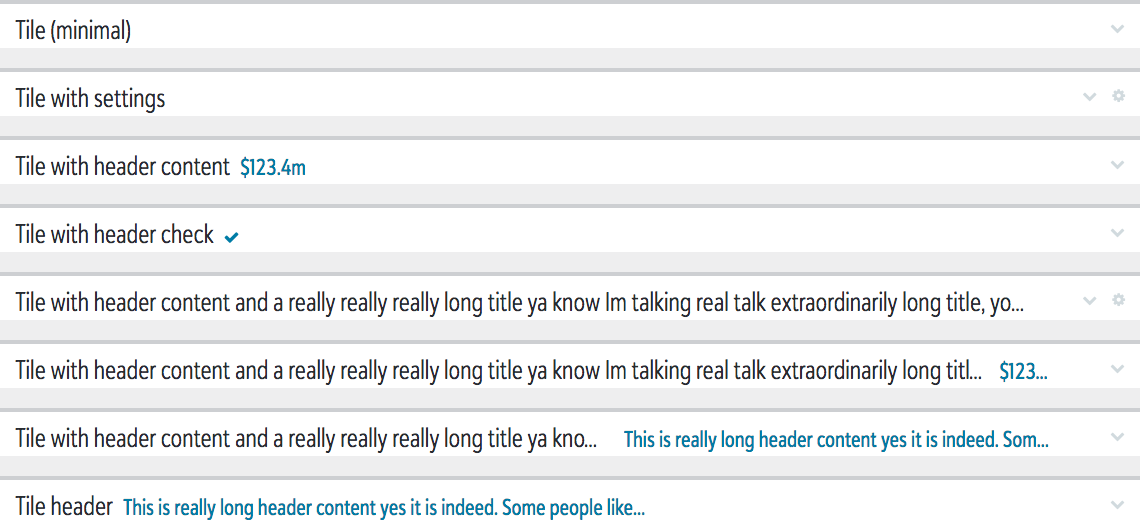 Tile (minimal)
Tile with settings
Tile with header content $123.4m
Tile with header check
Tile with header content and a really really really long title ya know Im talking real talk extraordinarily long title, yo...
Tile with header content and a really really really long title ya know Im talking real talk extraordinarily long titl... $123...
Tile with header content and a really really really long title ya kno... This is really long header content yes it is indeed. Som...
Tile header This is really long header content yes it is indeed. Some people like...